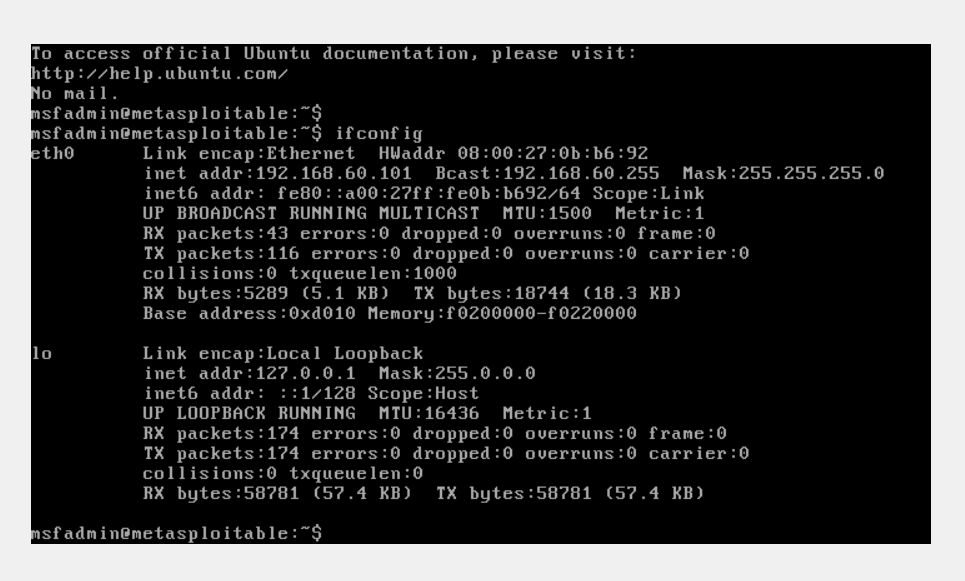 To access official Ubuntu documentation, please visit:
http://help.ubuntu.com/
No mail.
msfadmin@metasploitable:~$
msfadmin@metasploitable:~$ ifconfig
eth0      Link encap:Ethernet  HWaddr 08:00:27:0b:b6:92
          inet addr:192.168.60.101  Bcast:192.168.60.255  Mask:255.255.255.0
          inet6 addr: fe80::a00:27ff:fe0b:b692/64 Scope:Link
          UP BROADCAST RUNNING MULTICAST  MTU:1500  Metric:1
          RX packets:43 errors:0 dropped:0 overruns:0 frame:0
          TX packets:116 errors:0 dropped:0 overruns:0 carrier:0
          collisions:0 txqueuelen:1000
          RX bytes:5289 (5.1 KB)  TX bytes:18744 (18.3 KB)
          Base address:0xd010 Memory:f0200000-f0220000

lo        Link encap:Local Loopback
          inet addr:127.0.0.1  Mask:255.0.0.0
          inet6 addr: ::1/128 Scope:Host
          UP LOOPBACK RUNNING  MTU:16436  Metric:1
          RX packets:174 errors:0 dropped:0 overruns:0 frame:0
          TX packets:174 errors:0 dropped:0 overruns:0 carrier:0
          collisions:0 txqueuelen:0
          RX bytes:58781 (57.4 KB)  TX bytes:58781 (57.4 KB)

msfadmin@metasploitable:~$